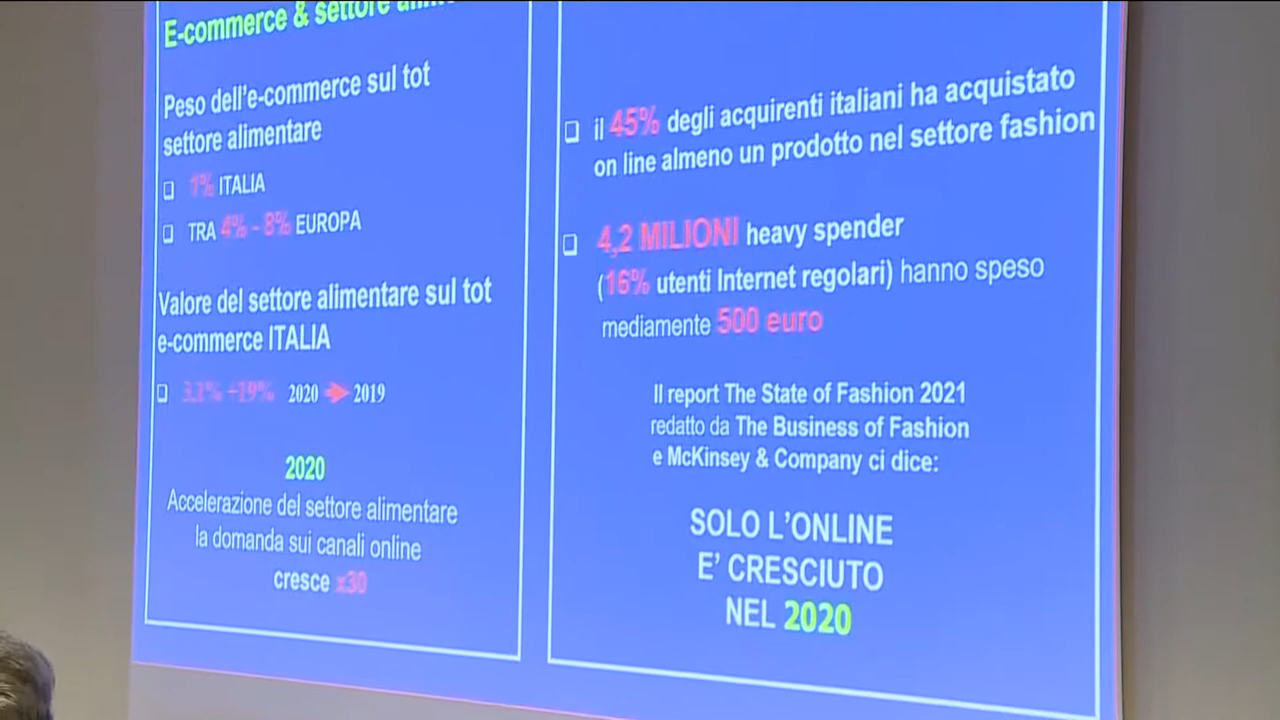 E-commerce & settore
Peso dell'e-commerce sul tot
settore alimentare
❑ 1% ITALIA
❑ TRA 4% - 8% EUROPA
Valore del settore alimentare sul tot
e-commerce ITALIA
❑ 3,1% +19% 2020 ➔ 2019
2020
Accelerazione del settore alimentare
la domanda sui canali online
cresce x30
❑ il 45% degli acquirenti italiani ha acquistato
on line almeno un prodotto nel settore fashion
❑ 4,2 MILIONI heavy spender
(16% utenti Internet regolari) hanno speso
mediamente 500 euro
Il report The State of Fashion 2021
redatto da The Business of Fashion
e McKinsey & Company ci dice:
SOLO L'ONLINE
E' CRESCIUTO
NEL 2020